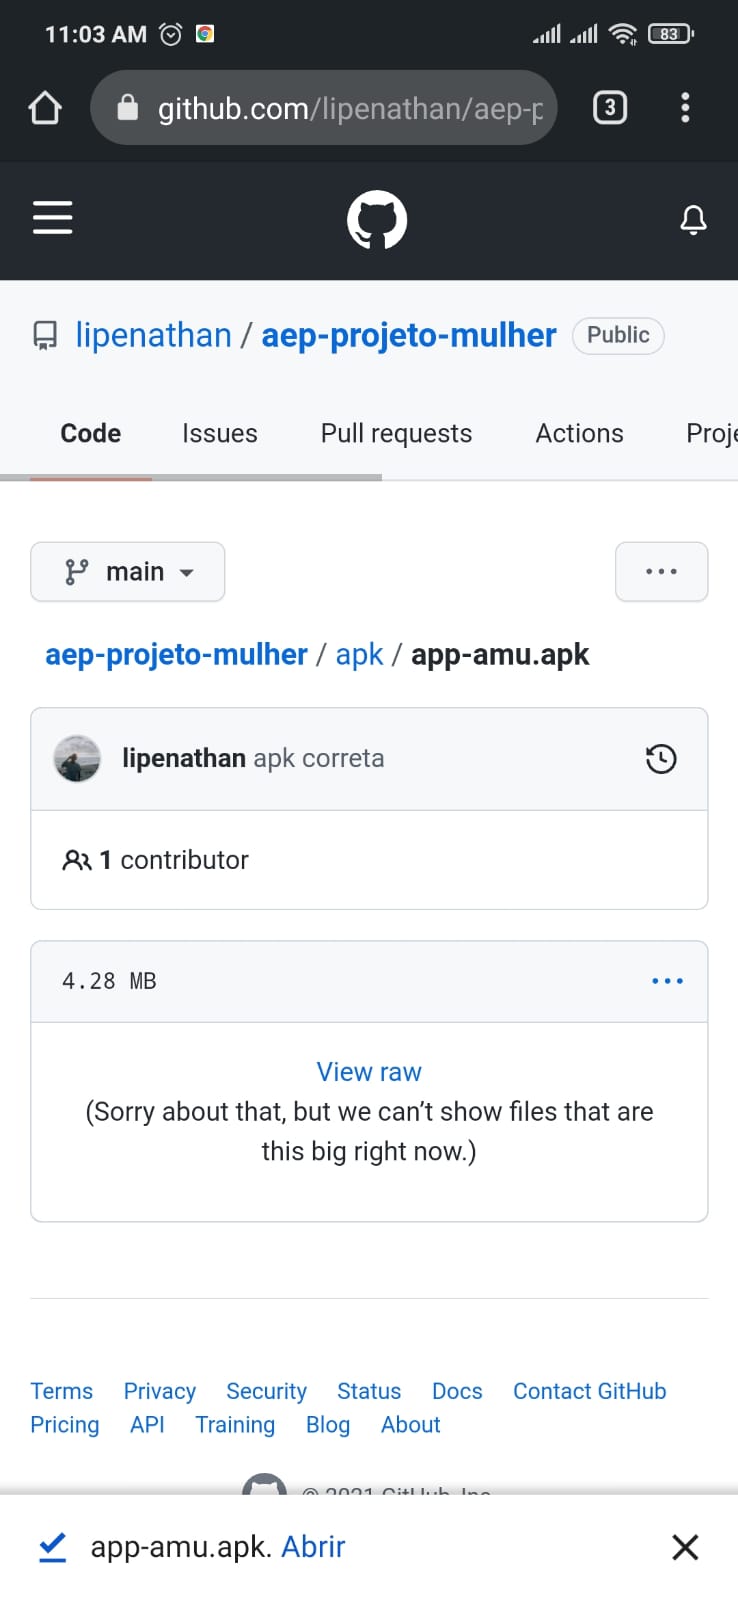 11:03 AM 83
github.com/lipenathan/aep-p 3
lipenathan / aep-projeto-mulher Public
Code Issues Pull requests Actions Proje
main
aep-projeto-mulher / apk / app-amu.apk
lipenathan apk correta
1 contributor
4.28 MB
View raw
(Sorry about that, but we can’t show files that are
this big right now.)
Terms Privacy Security Status Docs Contact GitHub
Pricing API Training Blog About
© 2021 GitHub, Inc.
app-amu.apk. Abrir